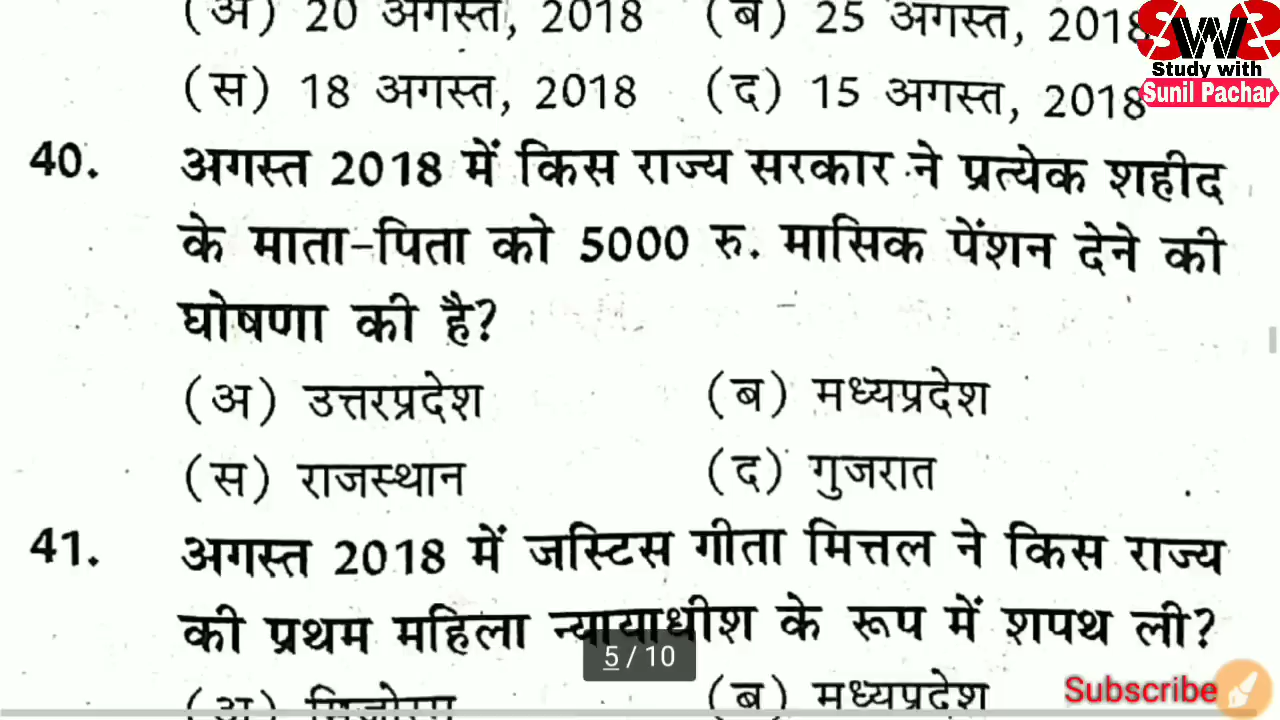 (अ) 20 अगस्त, 2018 (ब) 25 अगस्त, 2018
(स) 18 अगस्त, 2018 (द) 15 अगस्त, 2018
Study with
Sunil Pachar
40. अगस्त 2018 में किस राज्य सरकार ने प्रत्येक शहीद
के माता-पिता को 5000 रु. मासिक पेंशन देने की
घोषणा की है?
(अ) उत्तरप्रदेश (ब) मध्यप्रदेश
(स) राजस्थान (द) गुजरात
41. अगस्त 2018 में जस्टिस गीता मित्तल ने किस राज्य
की प्रथम महिला न्यायाधीश के रूप में शपथ ली?
5 / 10
(अ) (ब) मध्यप्रदेश
Subscribe